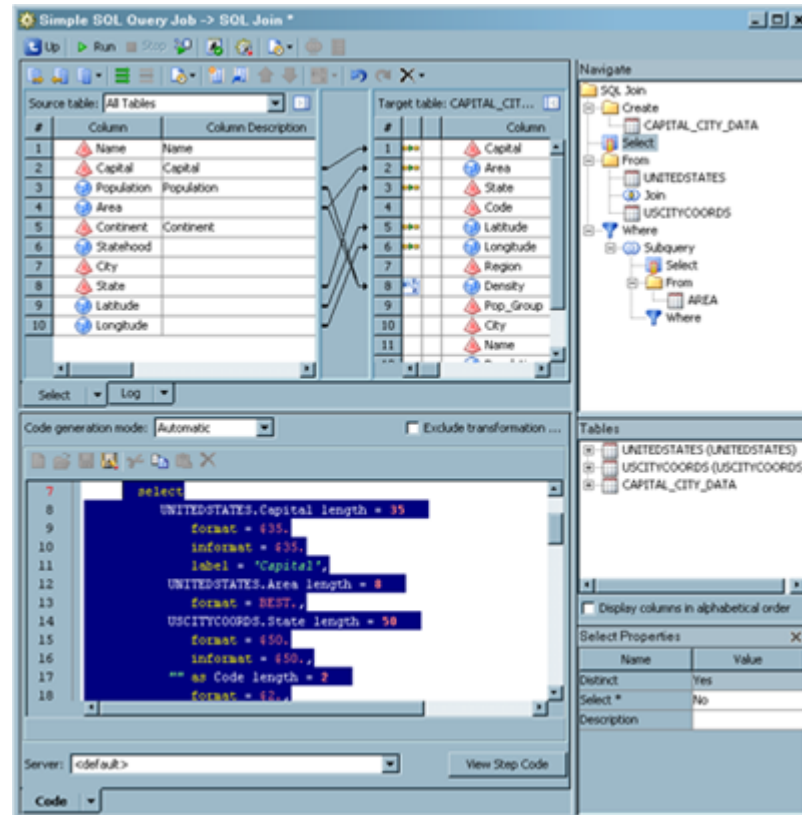 Simple SQL Query Job -> SQL Join *
Up Run Stop
Source table: All Tables
# Column Column Description
1 Name Name
2 Capital Capital
3 Population Population
4 Area
5 Continent Continent
6 Statehood
7 City
8 State
9 Latitude
10 Longitude
Target table: CAPITAL_CIT...
# Column
1 Capital
2 Area
3 State
4 Code
5 Latitude
6 Longitude
7 Region
8 Density
9 Pop_Group
10 City
11 Name
Select Log
Navigate
SQL Join
Create
CAPITAL_CITY_DATA
Select
From
UNITEDSTATES
Join
USCITYCOORDS
Where
Subquery
Select
From
AREA
Where
Code generation mode: Automatic Exclude transformation ...
7 select
8 UNITEDSTATES.Capital length = 35
9 format = $35.
10 informat = $35.
11 label = 'Capital',
12 UNITEDSTATES.Area length = 8
13 format = BEST.,
14 USCITYCOORDS.State length = 50
15 format = $50.
16 informat = $50.,
17 "" as Code length = 2
18 format = $2.,
Server: <default> View Step Code
Code
Tables
UNITEDSTATES (UNITEDSTATES)
USCITYCOORDS (USCITYCOORDS
CAPITAL_CITY_DATA
Display columns in alphabetical order
Select Properties
Name Value
Distinct Yes
Select * No
Description